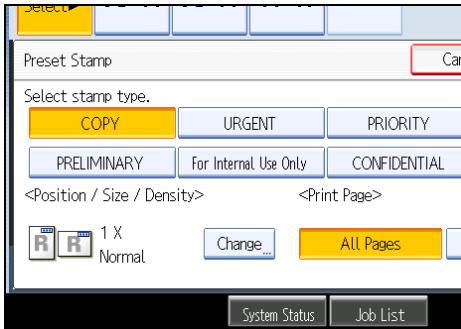 Select►
Preset Stamp
Select stamp type.
COPY URGENT PRIORITY
PRELIMINARY For Internal Use Only CONFIDENTIAL
<Position / Size / Density> <Print Page>
R R 1 X
Normal
Change... All Pages
System Status Job List